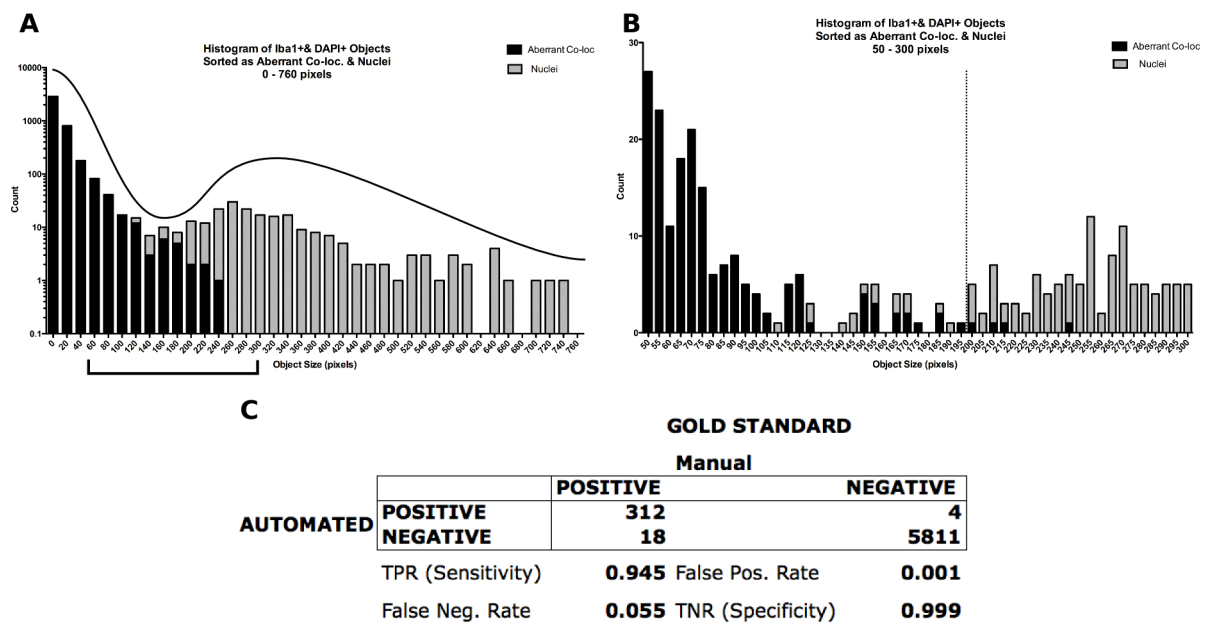 A
Histogram of Iba1+& DAPI+ Objects
Sorted as Aberrant Co-loc. & Nuclei
0 - 760 pixels
Aberrant Co-loc
Nuclei
Count
10000
1000
100
10
1
0.1
0 20 40 60 80 100 120 140 160 180 200 220 240 260 280 300 320 340 360 380 400 420 440 460 480 500 520 540 560 580 600 620 640 660 680 700 720 740 760
Object Size (pixels)
B
Histogram of Iba1+& DAPI+ Objects
Sorted as Aberrant Co-loc. & Nuclei
50 - 300 pixels
Aberrant Co-loc
Nuclei
Count
30
20
10
0
50 55 60 65 70 75 80 85 90 95 100 105 110 115 120 125 130 135 140 145 150 155 160 165 170 175 180 185 190 195 200 205 210 215 220 225 230 235 240 245 250 255 260 265 270 275 280 285 290 295 300
Object Size (pixels)
C
GOLD STANDARD
Manual
POSITIVE NEGATIVE
AUTOMATED
POSITIVE 312 4
NEGATIVE 18 5811
TPR (Sensitivity) 0.945 False Pos. Rate 0.001
False Neg. Rate 0.055 TNR (Specificity) 0.999